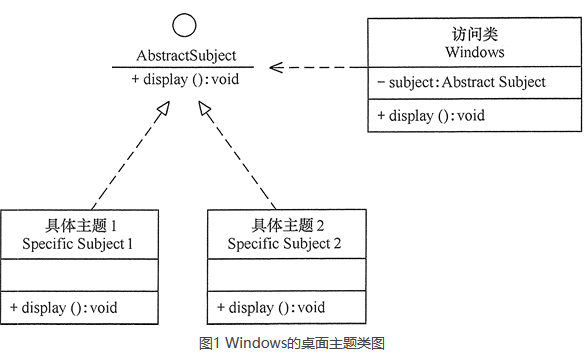 AbstractSubject
+ display ():void
访问类
Windows
− subject:Abstract Subject
+ display ():void
具体主题1
Specific Subject 1
+ display ():void
具体主题2
Specific Subject 2
+ display ():void
图1 Windows的桌面主题类图